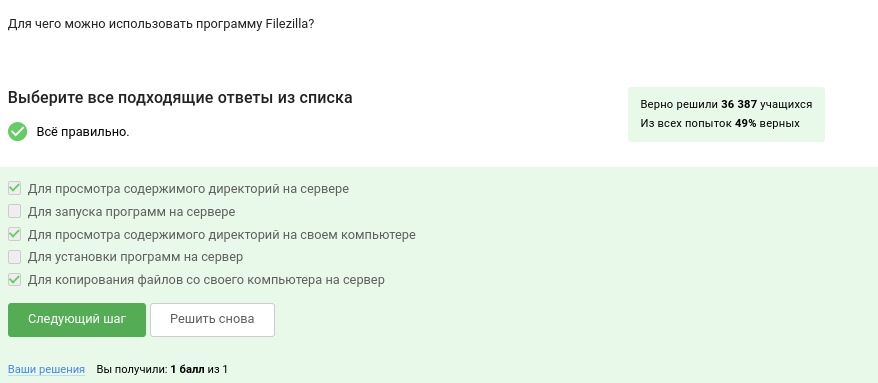 Для чего можно использовать программу Filezilla?
Выберите все подходящие ответы из списка
Верно решили 36 387 учащихся
Из всех попыток 49% верных
Всё правильно.
Для просмотра содержимого директорий на сервере
Для запуска программ на сервере
Для просмотра содержимого директорий на своем компьютере
Для установки программ на сервер
Для копирования файлов со своего компьютера на сервер
Следующий шаг Решить снова
Ваши решения Вы получили: 1 балл из 1